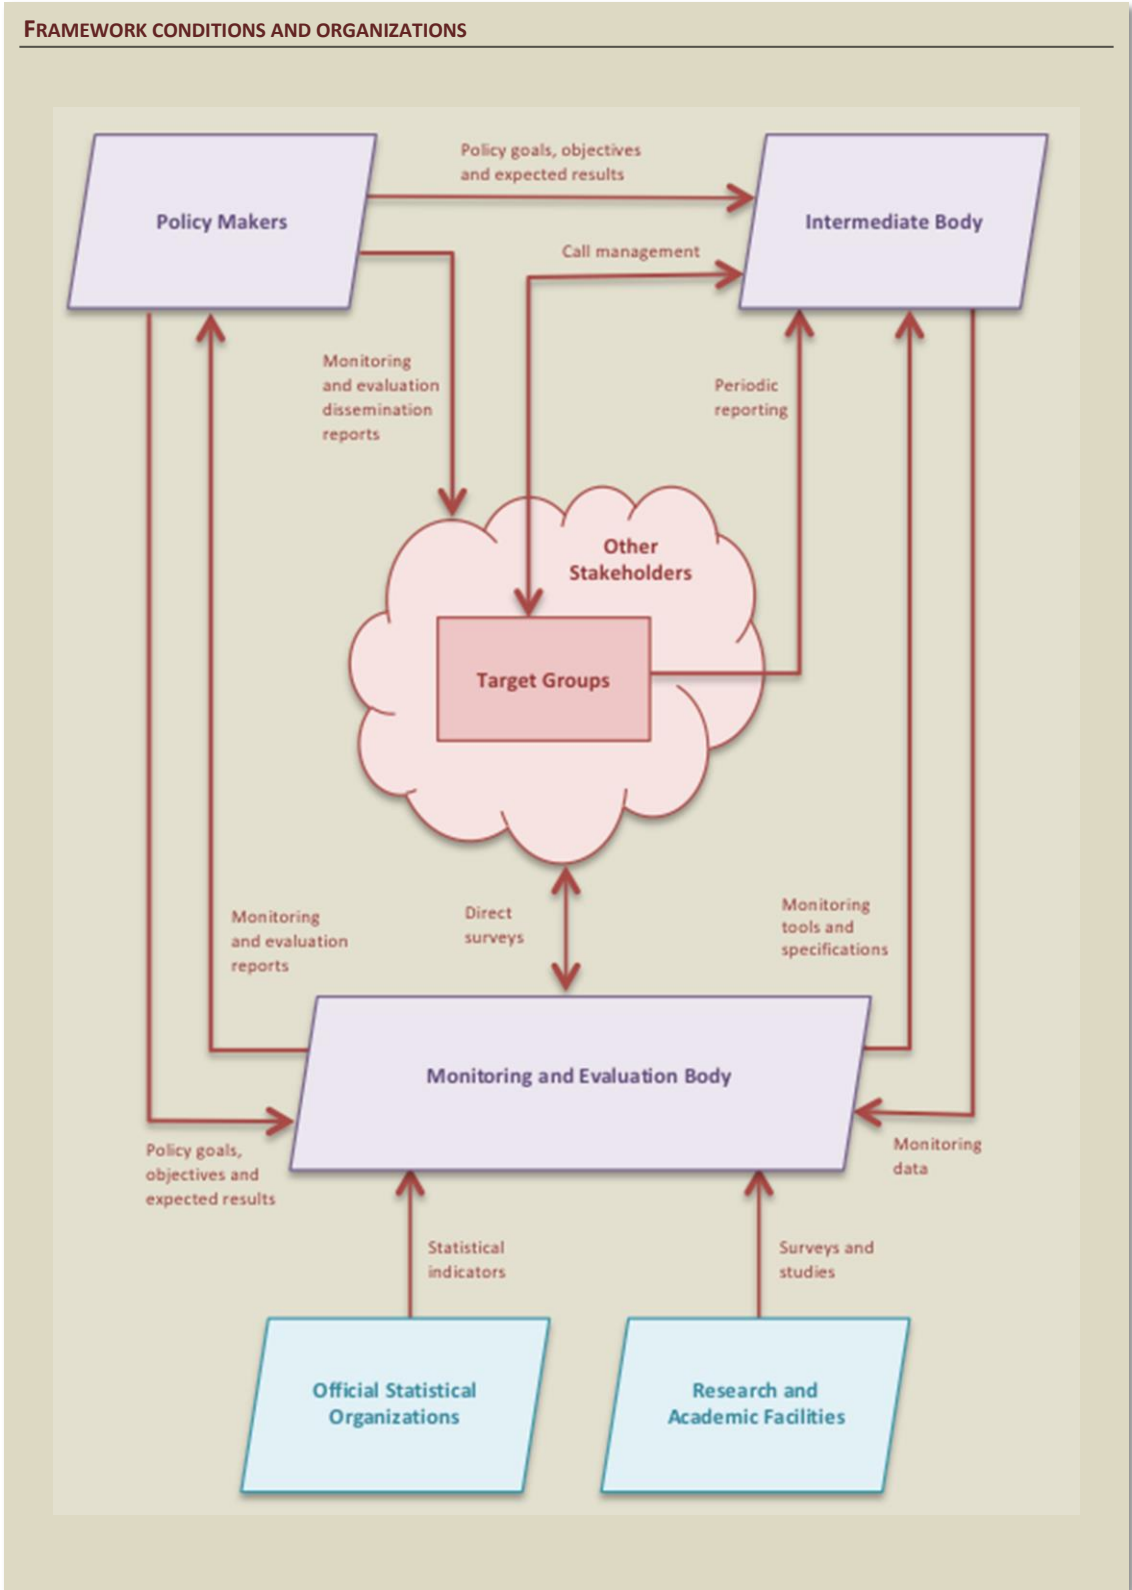 FRAMEWORK CONDITIONS AND ORGANIZATIONS
Policy goals, objectives
and expected results
Policy Makers
Intermediate Body
Call management
Monitoring
and evaluation
dissemination
reports
Periodic
reporting
Other
Stakeholders
Target Groups
Monitoring
and evaluation
reports
Direct
surveys
Monitoring
tools and
specifications
Monitoring and Evaluation Body
Policy goals,
objectives and
expected results
Monitoring
data
Statistical
indicators
Surveys and
studies
Official Statistical
Organizations
Research and
Academic Facilities